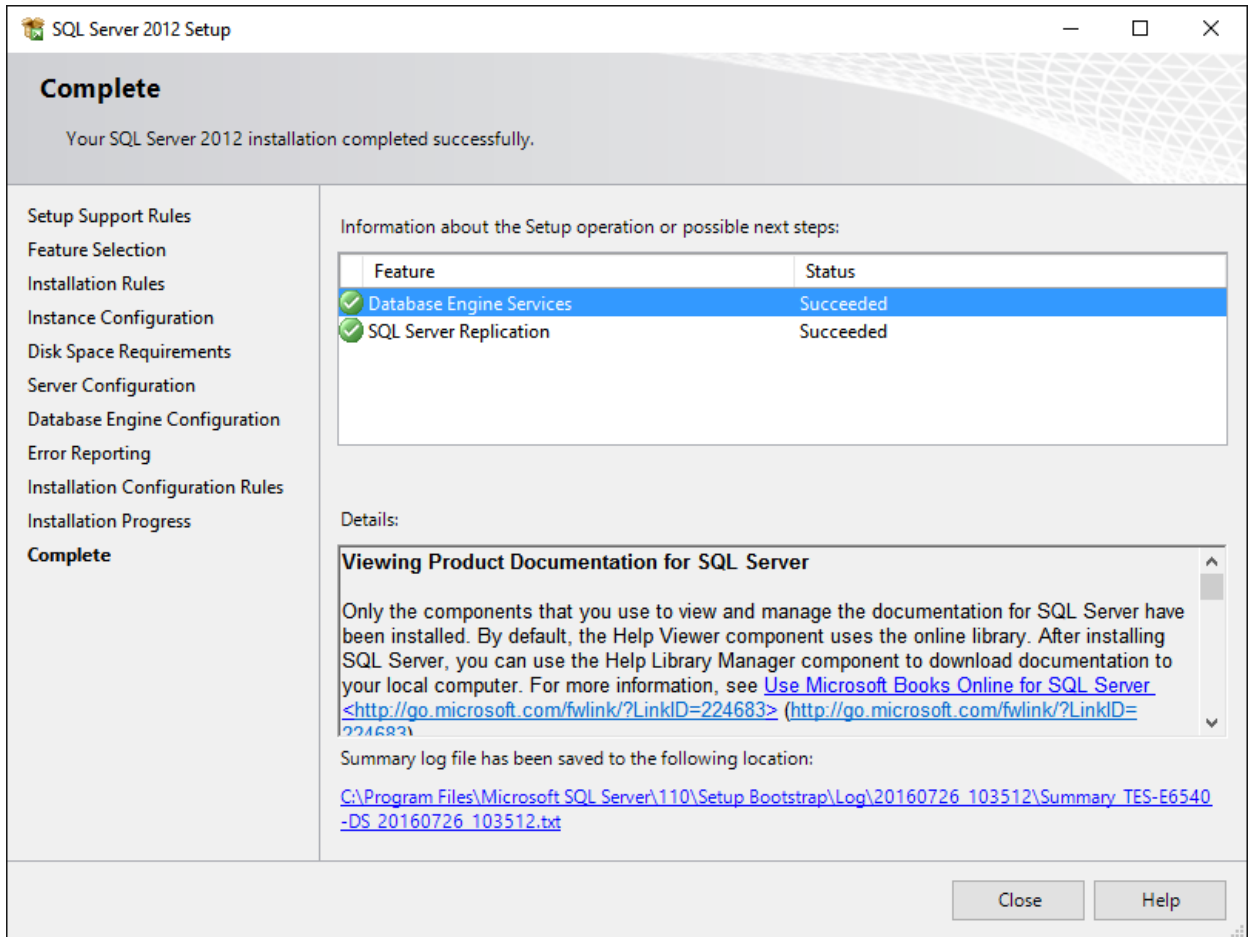 SQL Server 2012 Setup
Complete
Your SQL Server 2012 installation completed successfully.
Setup Support Rules
Feature Selection
Installation Rules
Instance Configuration
Disk Space Requirements
Server Configuration
Database Engine Configuration
Error Reporting
Installation Configuration Rules
Installation Progress
Complete
Information about the Setup operation or possible next steps:
Feature Status
Database Engine Services Succeeded
SQL Server Replication Succeeded
Details:
Viewing Product Documentation for SQL Server
Only the components that you use to view and manage the documentation for SQL Server have
been installed. By default, the Help Viewer component uses the online library. After installing
SQL Server, you can use the Help Library Manager component to download documentation to
your local computer. For more information, see Use Microsoft Books Online for SQL Server
<http://go.microsoft.com/fwlink/?LinkID=224683> (http://go.microsoft.com/fwlink/?LinkID=
224683)
Summary log file has been saved to the following location:
C:\Program Files\Microsoft SQL Server\110\Setup Bootstrap\Log\20160726_103512\Summary_TES-E6540
-DS_20160726_103512.txt
Close Help